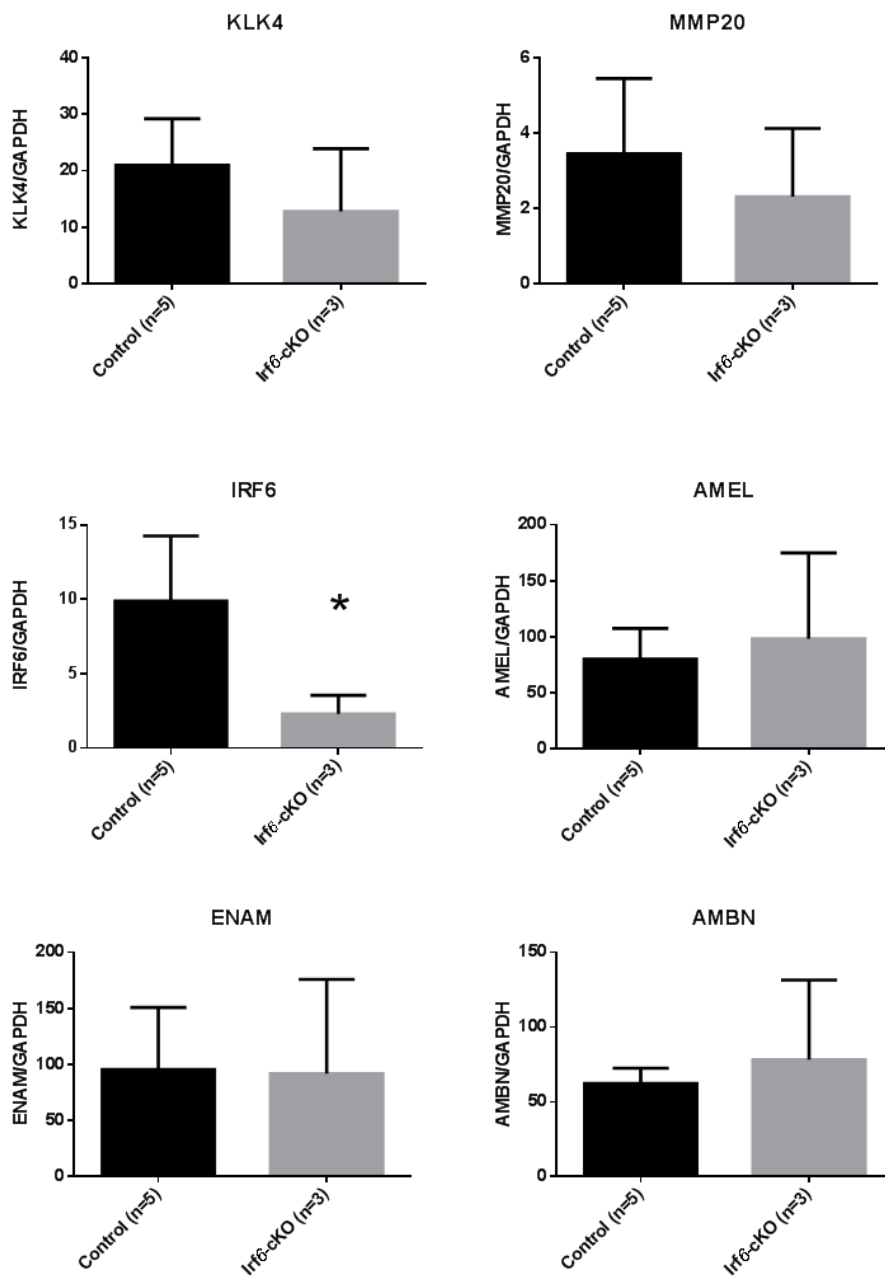 KLK4
40
30
20
10
0
KLK4/GAPDH
Control (n=5)
Irf6-cKO (n=3)
MMP20
6
4
2
0
MMP20/GAPDH
Control (n=5)
Irf6-cKO (n=3)
IRF6
15
10
5
0
IRF6/GAPDH
*
Control (n=5)
Irf6-cKO (n=3)
AMEL
200
150
100
50
0
AMEL/GAPDH
Control (n=5)
Irf6-cKO (n=3)
ENAM
200
150
100
50
0
ENAM/GAPDH
Control (n=5)
Irf6-cKO (n=3)
AMBN
150
100
50
0
AMBN/GAPDH
Control (n=5)
Irf6-cKO (n=3)